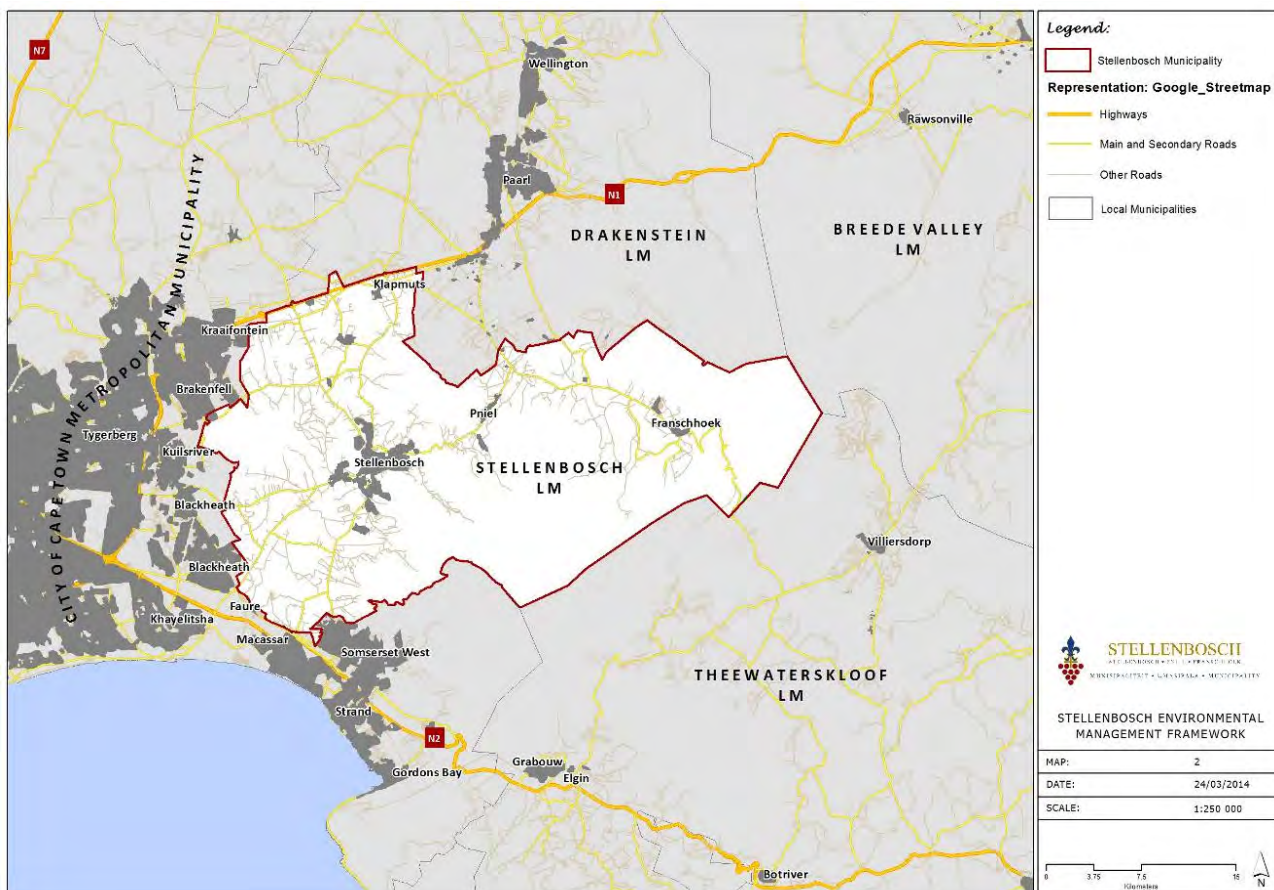 N7
Wellington
Rawsonville
Paarl
N1
DRAKENSTEIN
LM
BREEDE VALLEY
LM
CITY OF CAPE TOWN METROPOLITAN MUNICIPALITY
Klapmuts
Kraaifontein
Brakenfell
Tygerberg
Kuilsriver
Pniel
Franschhoek
Stellenbosch
STELLENBOSCH
LM
Blackheath
Villiersdorp
Blackheath
Faure
Khayelitsha
Macassar
Somserset West
THEEWATERSKLOOF
LM
Strand
N2
Gordons Bay
Grabouw
Elgin
Botriver
Legend:
Stellenbosch Municipality
Representation: Google_Streetmap
Highways
Main and Secondary Roads
Other Roads
Local Municipalities
STELLENBOSCH
MUNISIPALITEIT • UMASIPALA • MUNICIPALITY
STELLENBOSCH ENVIRONMENTAL
MANAGEMENT FRAMEWORK
MAP: 2
DATE: 24/03/2014
SCALE: 1:250 000
0 3.75 7.5 15
Kilometers
N